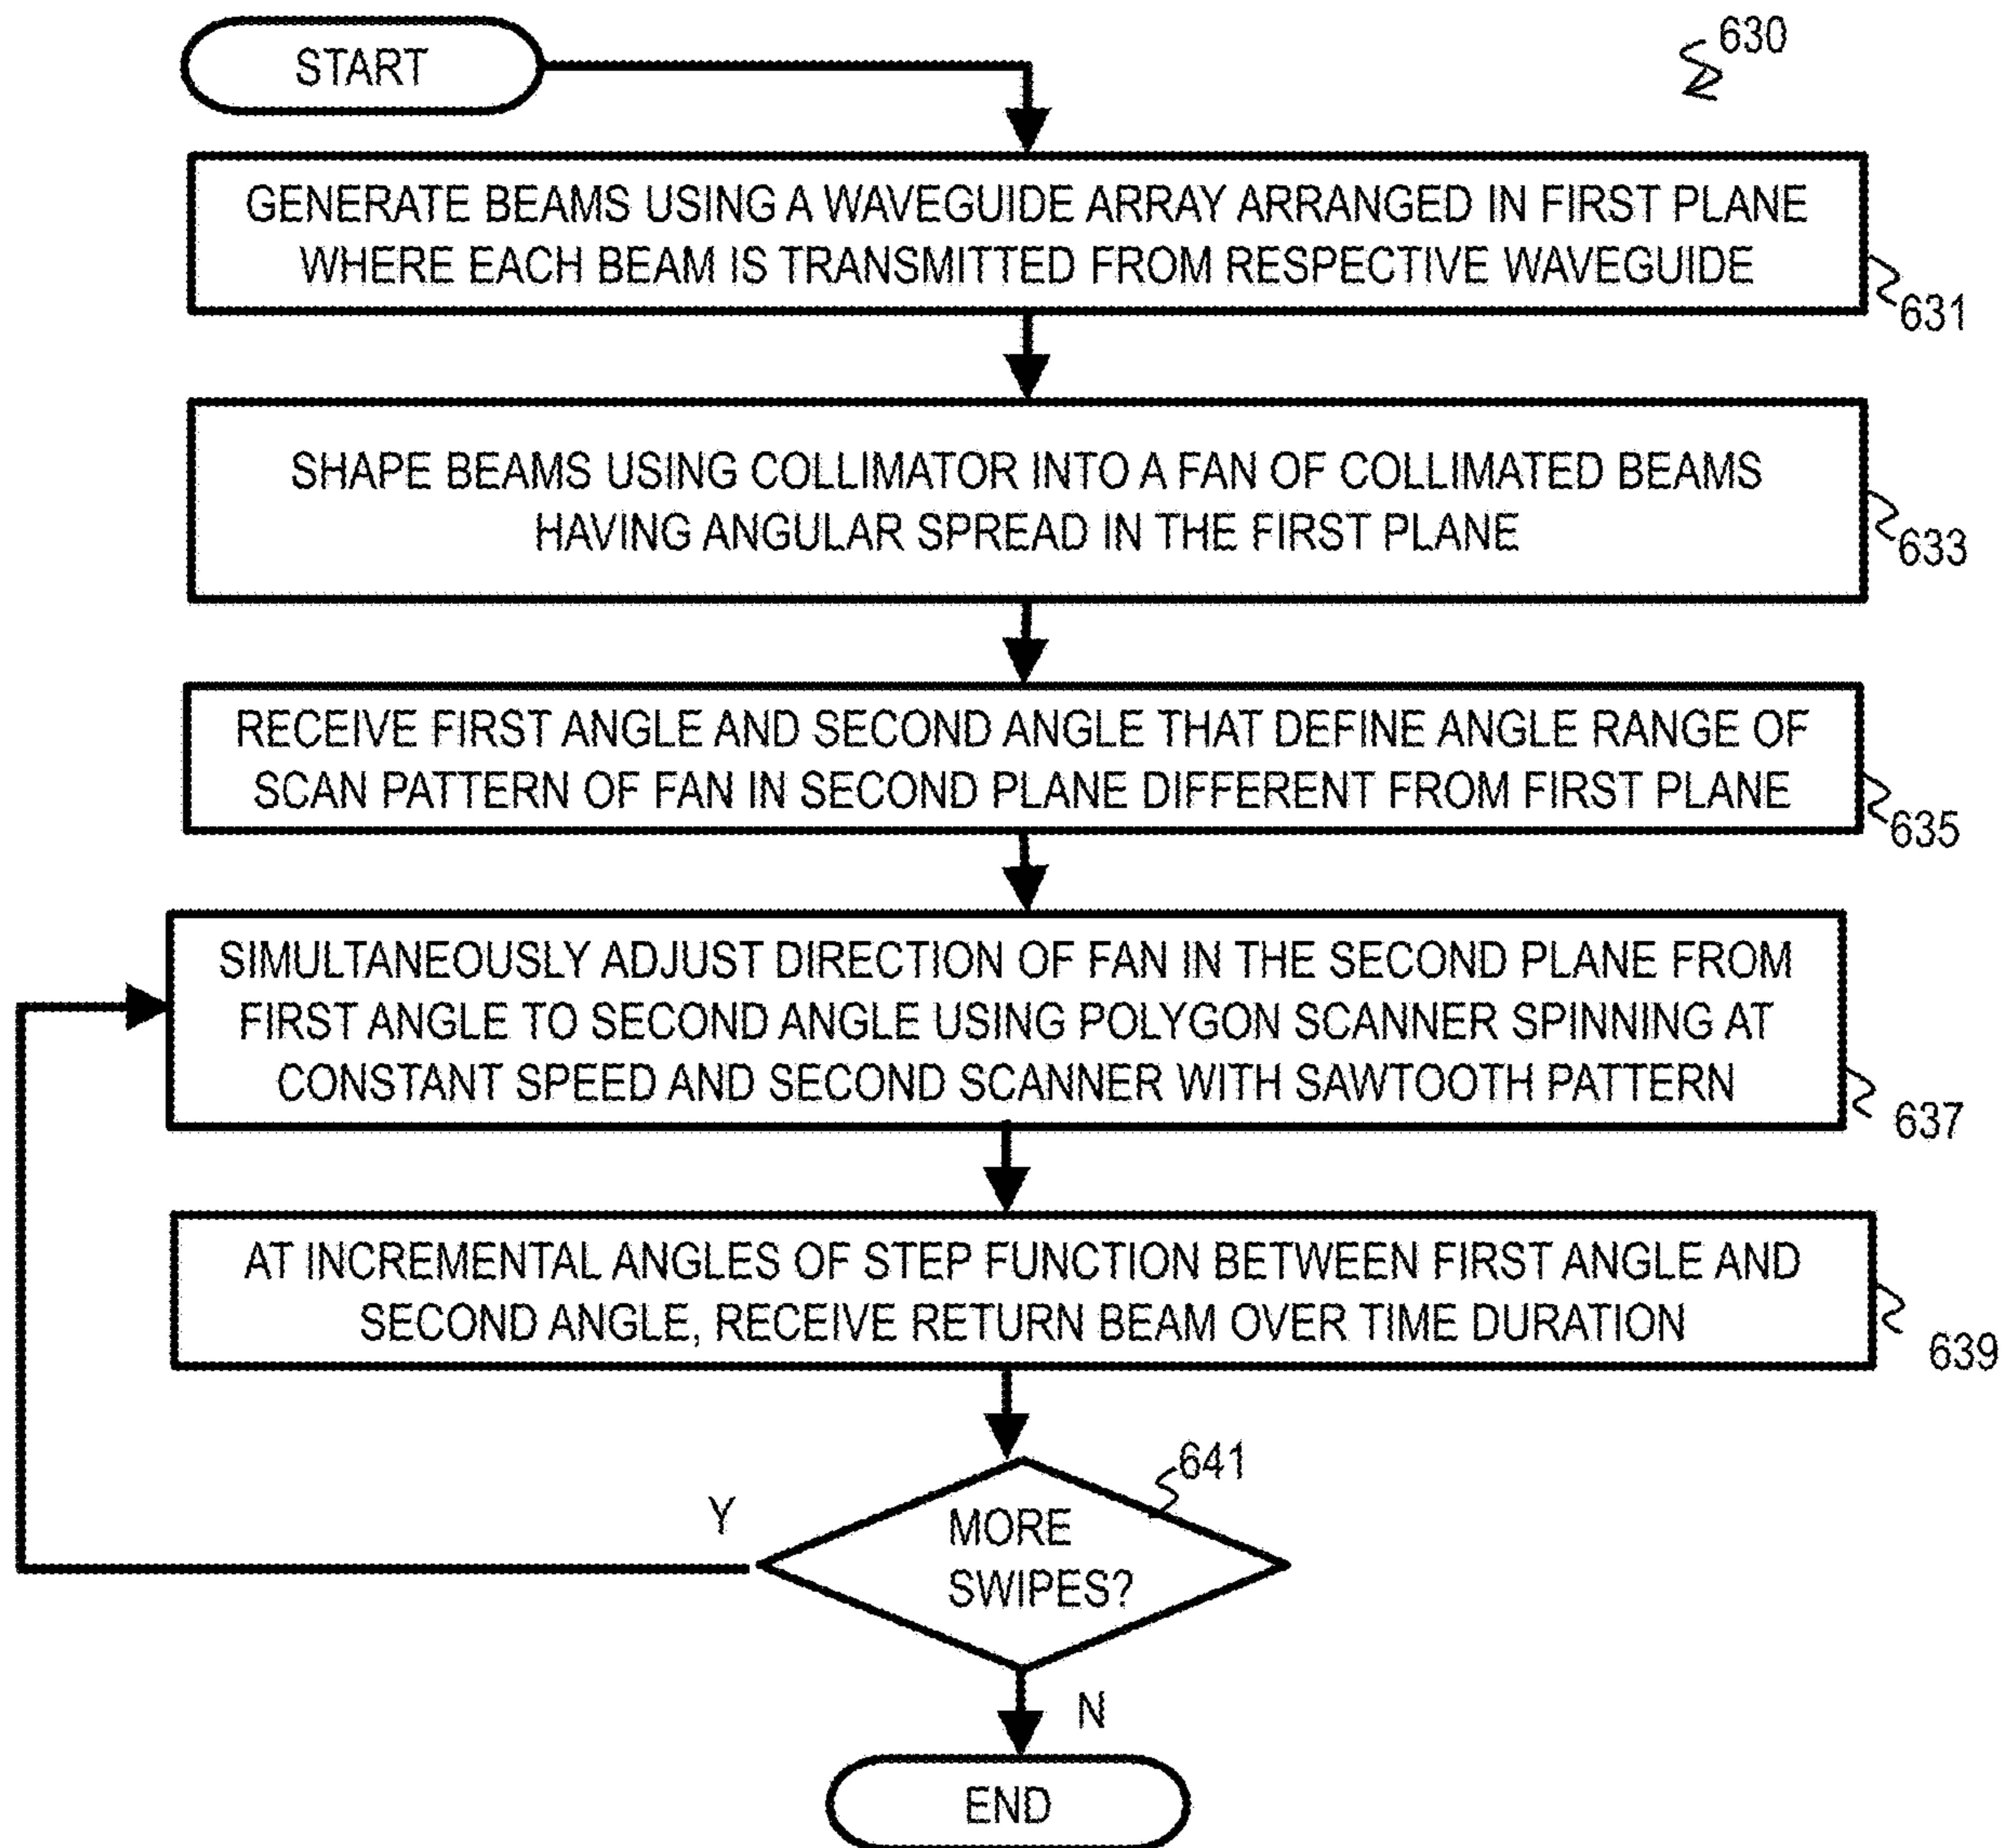 START
630
GENERATE BEAMS USING A WAVEGUIDE ARRAY ARRANGED IN FIRST PLANE
WHERE EACH BEAM IS TRANSMITTED FROM RESPECTIVE WAVEGUIDE
631
SHAPE BEAMS USING COLLIMATOR INTO A FAN OF COLLIMATED BEAMS
HAVING ANGULAR SPREAD IN THE FIRST PLANE
633
RECEIVE FIRST ANGLE AND SECOND ANGLE THAT DEFINE ANGLE RANGE OF
SCAN PATTERN OF FAN IN SECOND PLANE DIFFERENT FROM FIRST PLANE
635
SIMULTANEOUSLY ADJUST DIRECTION OF FAN IN THE SECOND PLANE FROM
FIRST ANGLE TO SECOND ANGLE USING POLYGON SCANNER SPINNING AT
CONSTANT SPEED AND SECOND SCANNER WITH SAWTOOTH PATTERN
637
AT INCREMENTAL ANGLES OF STEP FUNCTION BETWEEN FIRST ANGLE AND
SECOND ANGLE, RECEIVE RETURN BEAM OVER TIME DURATION
639
641
Y
MORE
SWIPES?
N
END